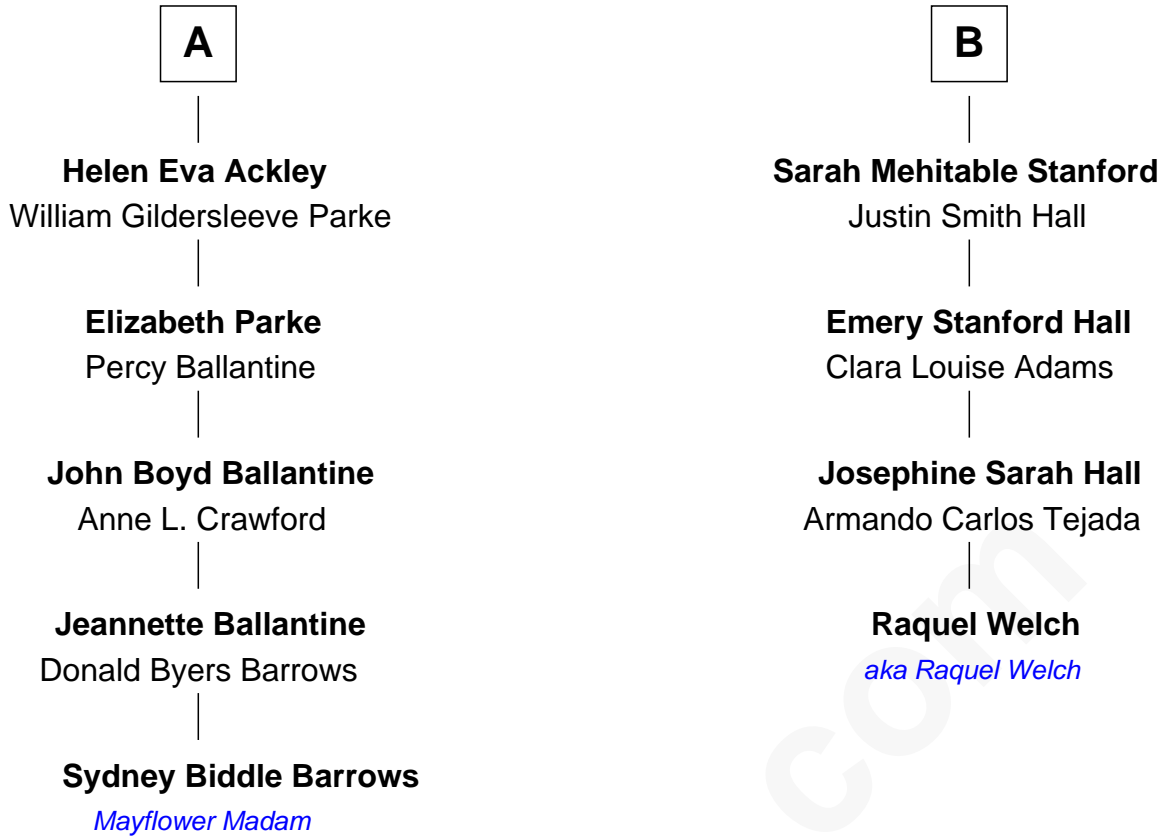 A
Helen Eva Ackley
William Gildersleeve Parke
Elizabeth Parke
Percy Ballantine
John Boyd Ballantine
Anne L. Crawford
Jeannette Ballantine
Donald Byers Barrows
Sydney Biddle Barrows
Mayflower Madam
B
Sarah Mehitable Stanford
Justin Smith Hall
Emery Stanford Hall
Clara Louise Adams
Josephine Sarah Hall
Armando Carlos Tejada
Raquel Welch
aka Raquel Welch
com